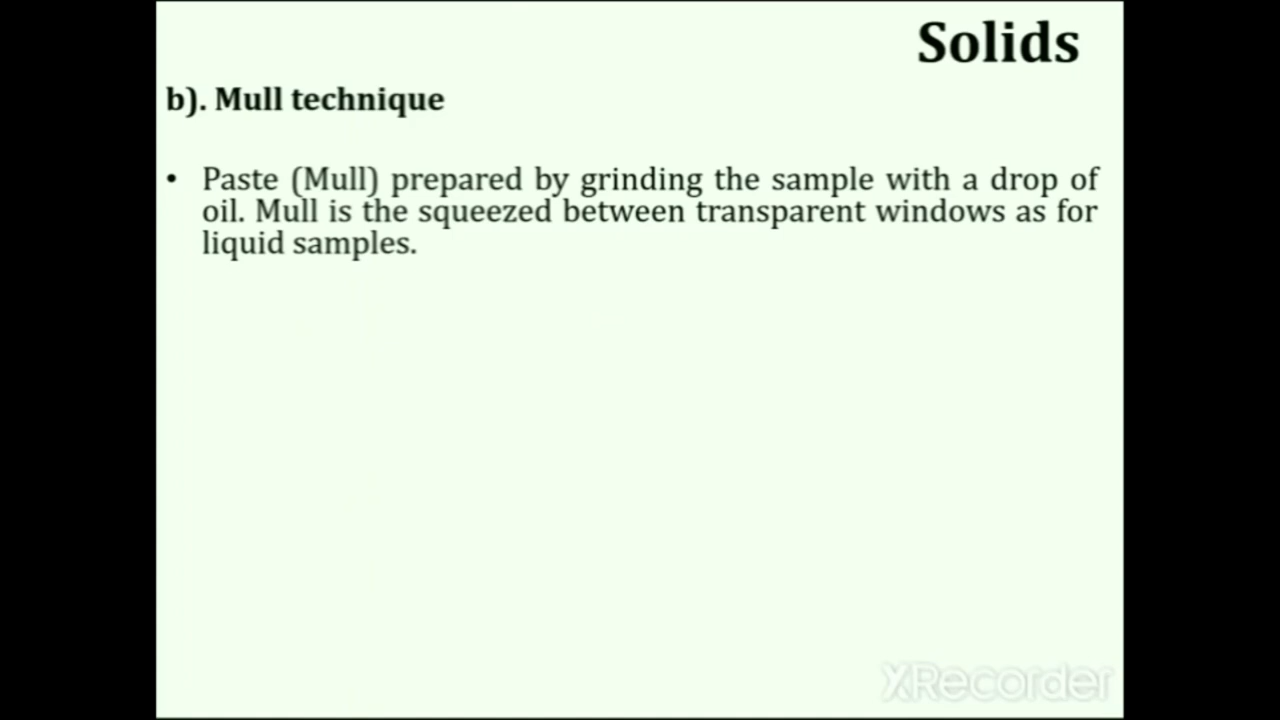 Solids
b). Mull technique
• Paste (Mull) prepared by grinding the sample with a drop of
oil. Mull is the squeezed between transparent windows as for
liquid samples.
XRecorder